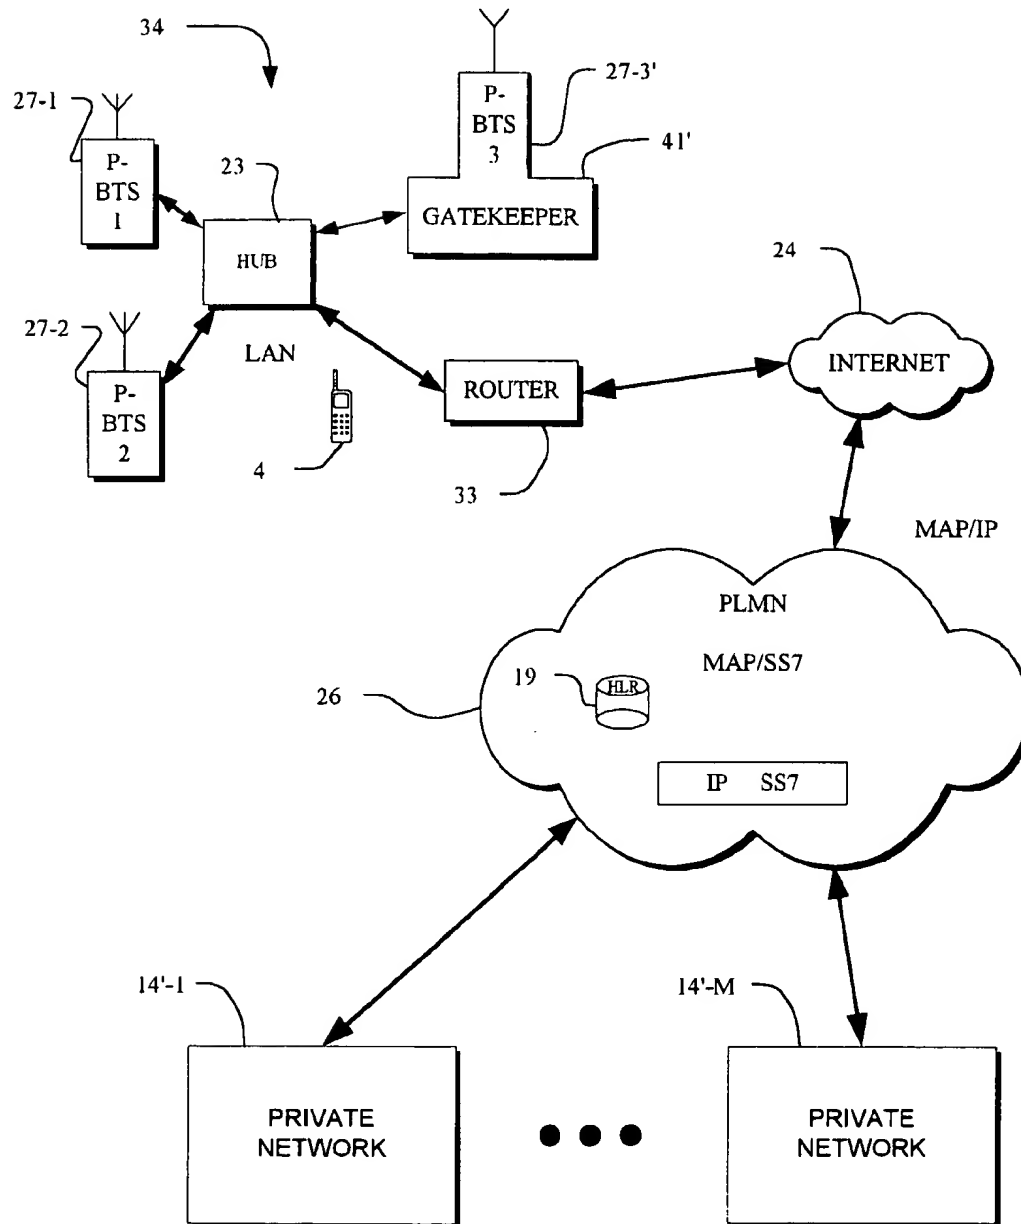 34
27-1
P-
BTS
1
23
HUB
P-
BTS
3
27-3'
41'
GATEKEEPER
27-2
P-
BTS
2
LAN
4
ROUTER
33
24
INTERNET
MAP/IP
PLMN
MAP/SS7
19
HLR
26
IP SS7
14'-1
14'-M
PRIVATE
NETWORK
PRIVATE
NETWORK